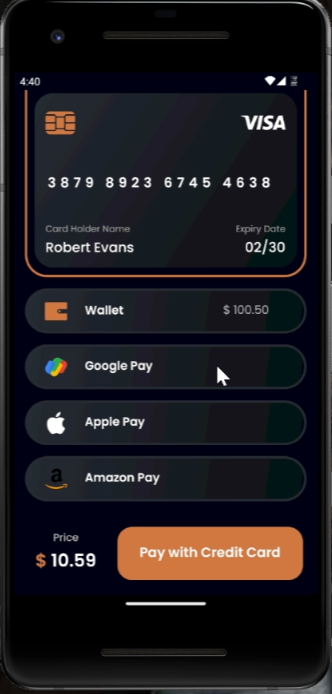 4:40
VISA
3879 8923 6745 4638
Card Holder Name Expiry Date
Robert Evans 02/30
Wallet $ 100.50
Google Pay
Apple Pay
a Amazon Pay
Price
$ 10.59 Pay with Credit Card